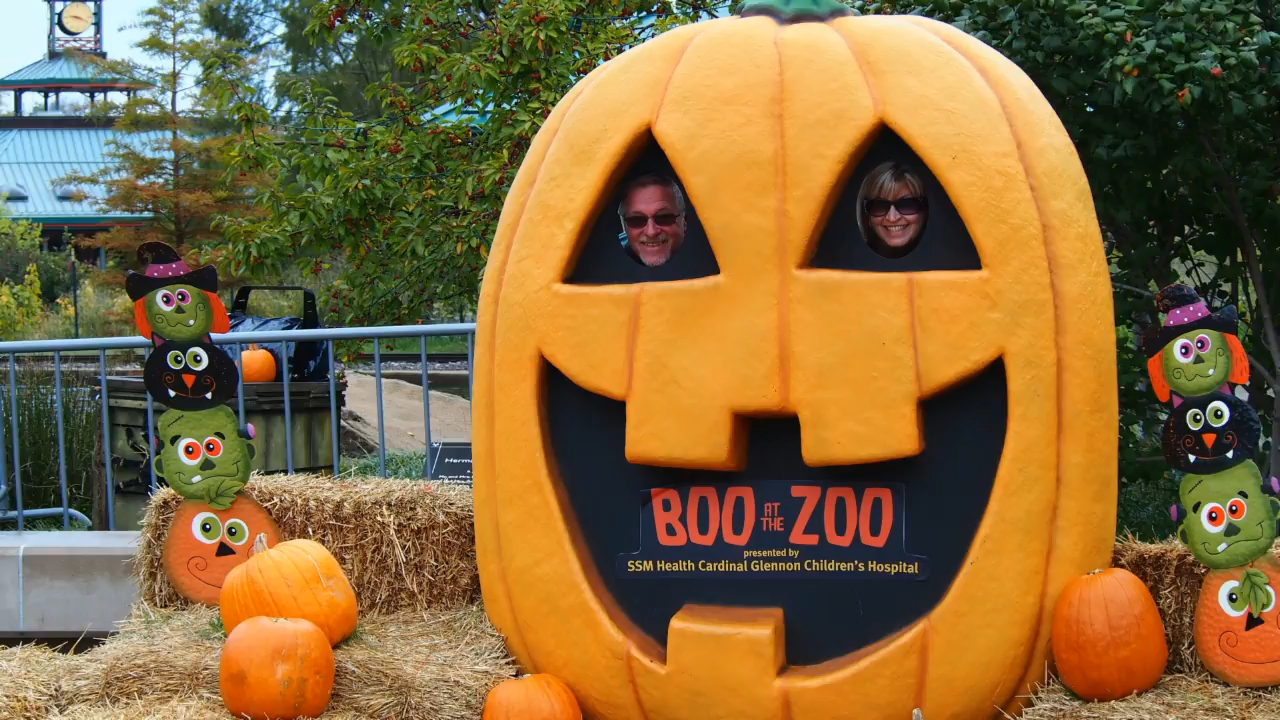 BOO AT THE ZOO
presented by
SSM Health Cardinal Glennon Children's Hospital